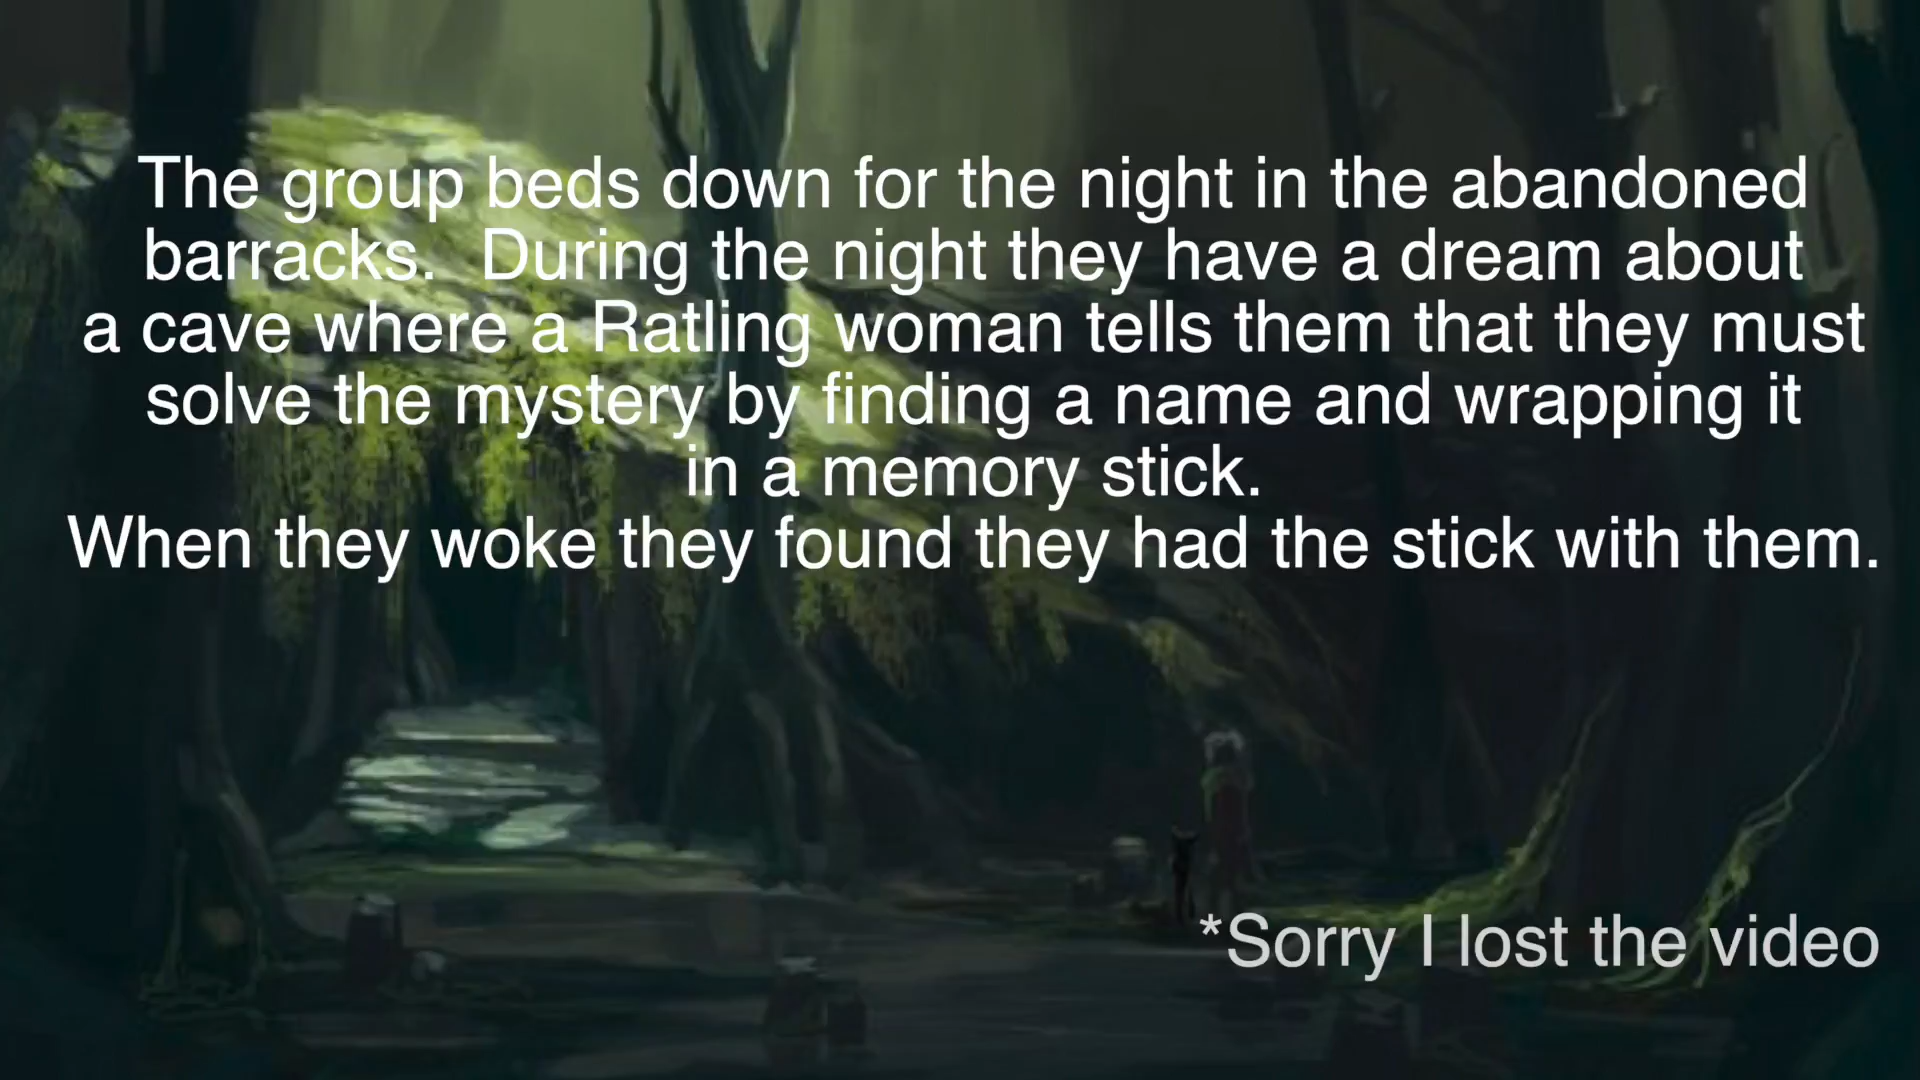 The group beds down for the night in the abandoned
barracks.  During the night they have a dream about
a cave where a Ratling woman tells them that they must
solve the mystery by finding a name and wrapping it
in a memory stick.
When they woke they found they had the stick with them.
*Sorry I lost the video